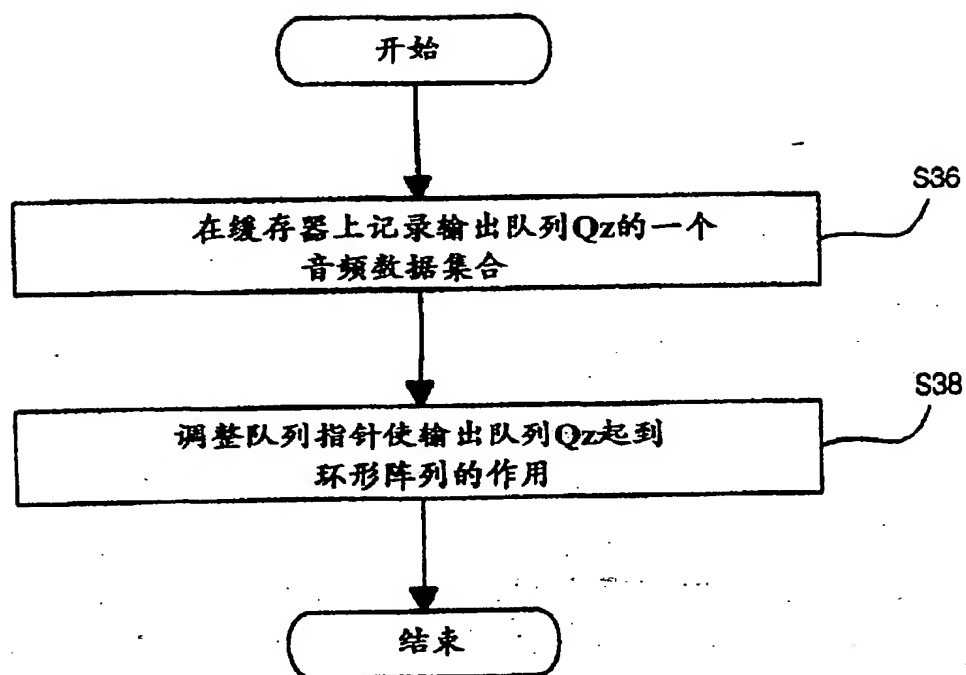 开始
S36
在缓存器上记录输出队列Qz的一个
音频数据集合
S38
调整队列指针使输出队列Qz起到
环形阵列的作用
结束